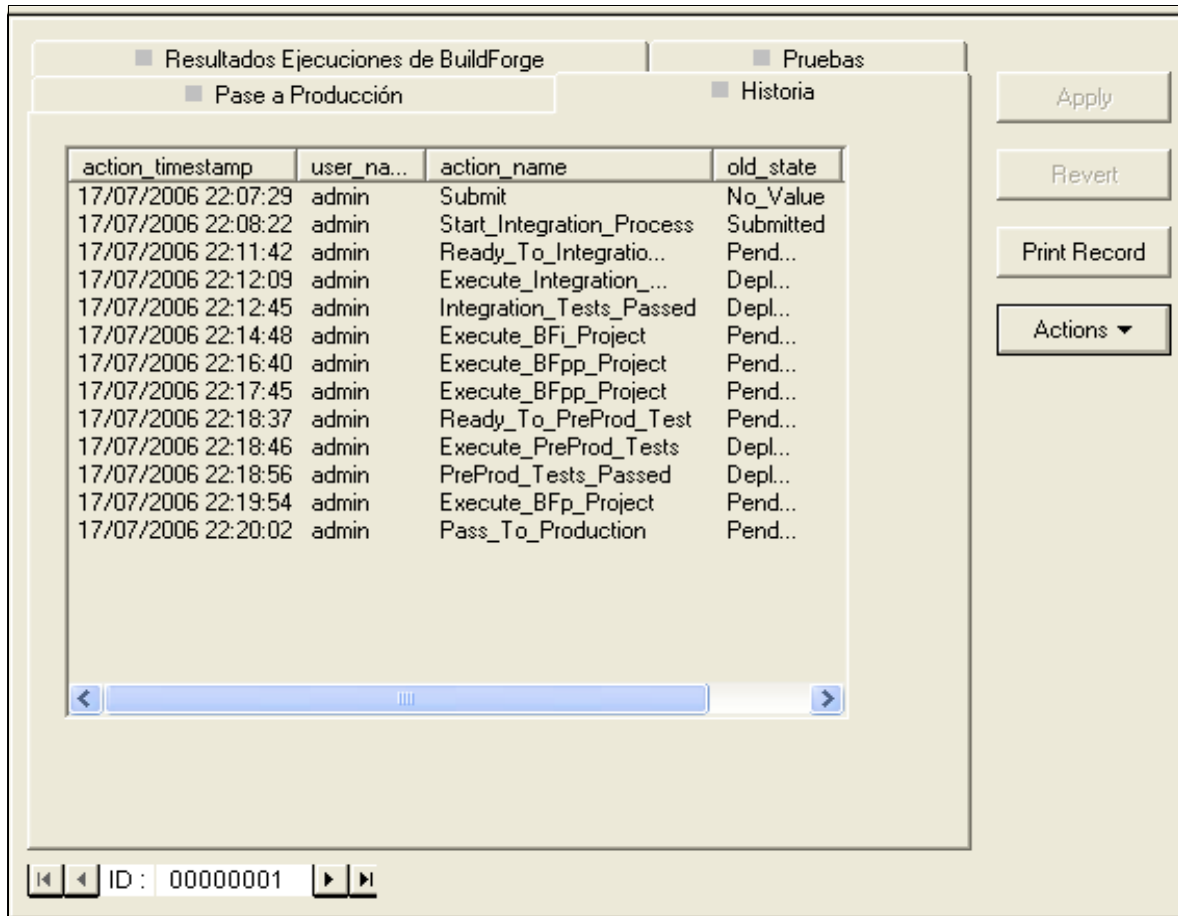 Resultados Ejecuciones de BuildForge Pruebas
Pase a Producción Historia
Apply
Revert
Print Record
Actions
action_timestamp user_na... action_name old_state
17/07/2006 22:07:29 admin Submit No_Value
17/07/2006 22:08:22 admin Start_Integration_Process Submitted
17/07/2006 22:11:42 admin Ready_To_Integratio... Pend...
17/07/2006 22:12:09 admin Execute_Integration_... Depl...
17/07/2006 22:12:45 admin Integration_Tests_Passed Depl...
17/07/2006 22:14:48 admin Execute_BFi_Project Pend...
17/07/2006 22:16:40 admin Execute_BFpp_Project Pend...
17/07/2006 22:17:45 admin Execute_BFpp_Project Pend...
17/07/2006 22:18:37 admin Ready_To_PreProd_Test Pend...
17/07/2006 22:18:46 admin Execute_PreProd_Tests Depl...
17/07/2006 22:18:56 admin PreProd_Tests_Passed Depl...
17/07/2006 22:19:54 admin Execute_BFp_Project Pend...
17/07/2006 22:20:02 admin Pass_To_Production Pend...
ID : 00000001